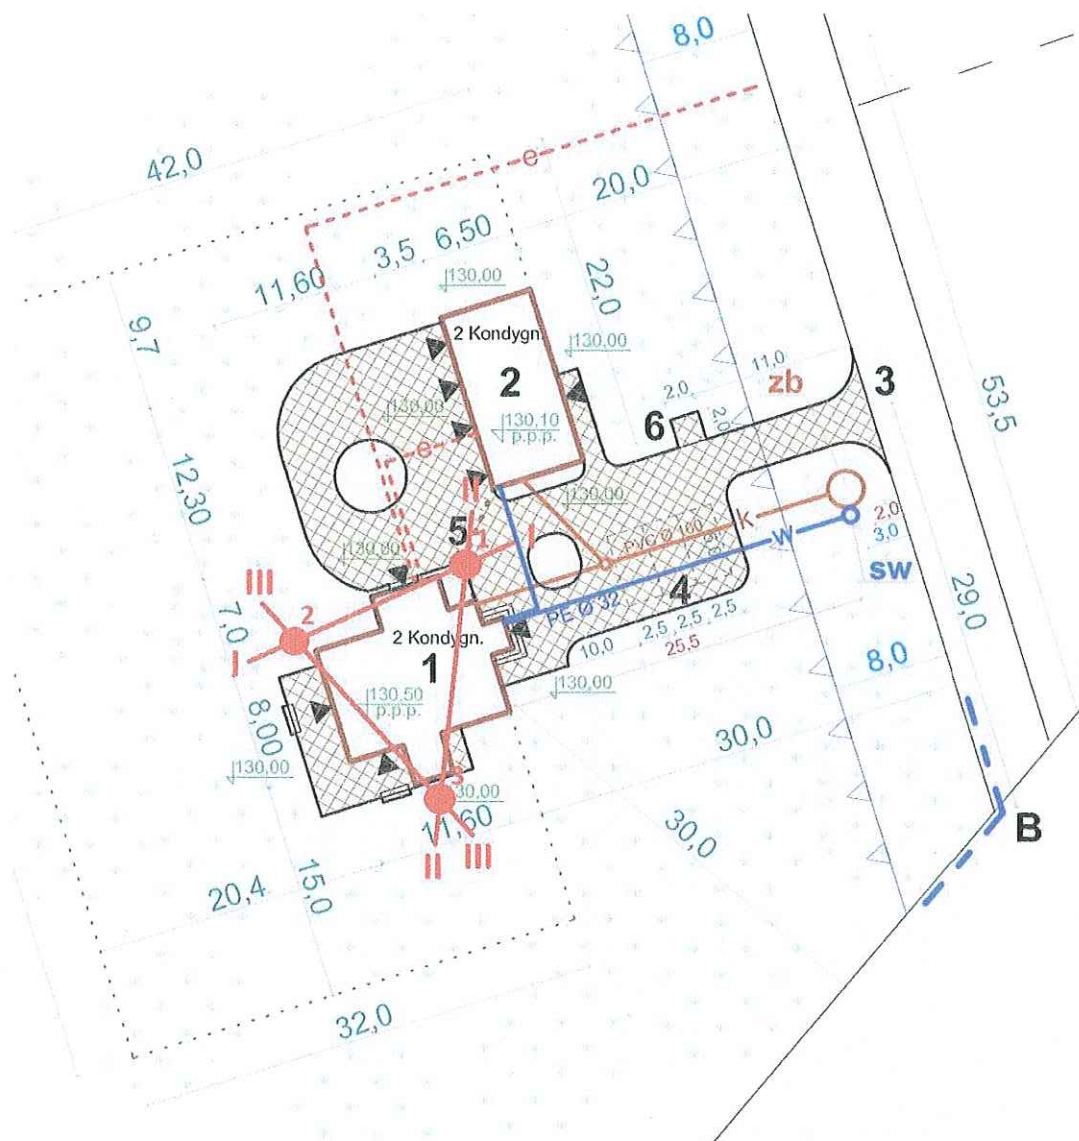 8,0
42,0
e
20,0
3,5 6,50
11,60
130,00
22,0
9,7
2 Kondygn.
130,00
2
11,0
zb
3
2,0
53,5
130,00
130,10
p.p.p.
6
2,0
e
12,30
II
130,00
5
1
I
PVC Ø 160
K
2,0
130,00
w
3,0
sw
III
2
PE Ø 32
4
29,0
7,0
2 Kondygn.
10,0 2,5 2,5 2,5
25,5
I
1
8,0
130,50
p.p.p.
130,00
8,00
30,0
130,00
3
30,00
11,60
30,0
B
II
III
20,4
15,0
32,0